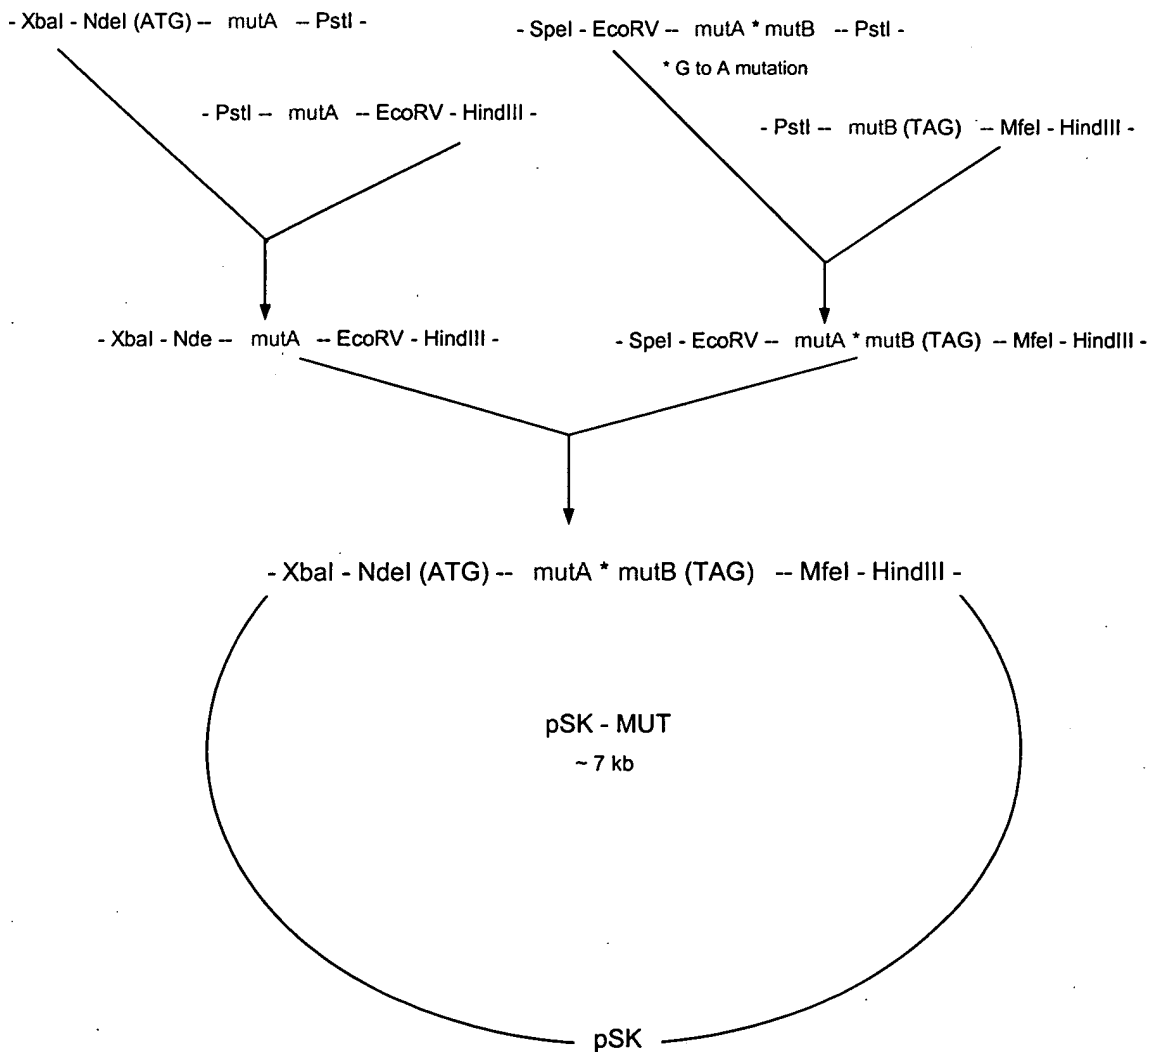 - XbaI - NdeI (ATG) -- mutA -- PstI -
- SpeI - EcoRV -- mutA * mutB -- PstI -
* G to A mutation
- PstI -- mutA -- EcoRV - HindIII -
- PstI -- mutB (TAG) -- MfeI - HindIII -
- XbaI - Nde -- mutA -- EcoRV - HindIII -
- SpeI - EcoRV -- mutA * mutB (TAG) -- MfeI - HindIII -
- XbaI - NdeI (ATG) -- mutA * mutB (TAG) -- MfeI - HindIII -
pSK - MUT
~ 7 kb
pSK